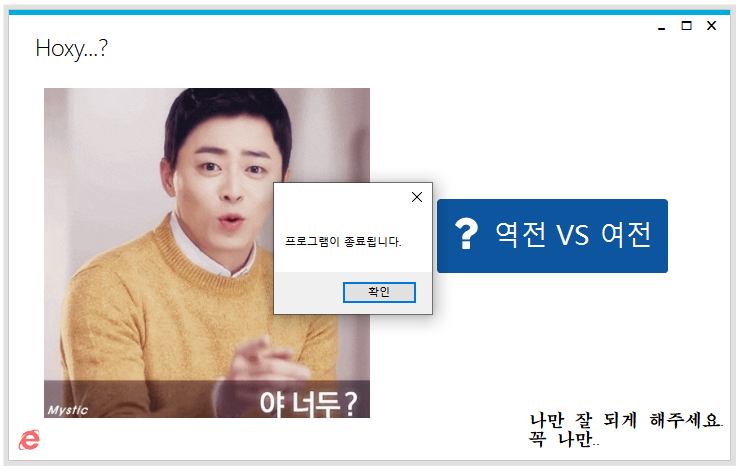 Hoxy...?
프로그램이 종료됩니다.
확인
? 역전 VS 여전
Mystic
야 너두?
나만 잘 되게 해주세요.
꼭 나만..